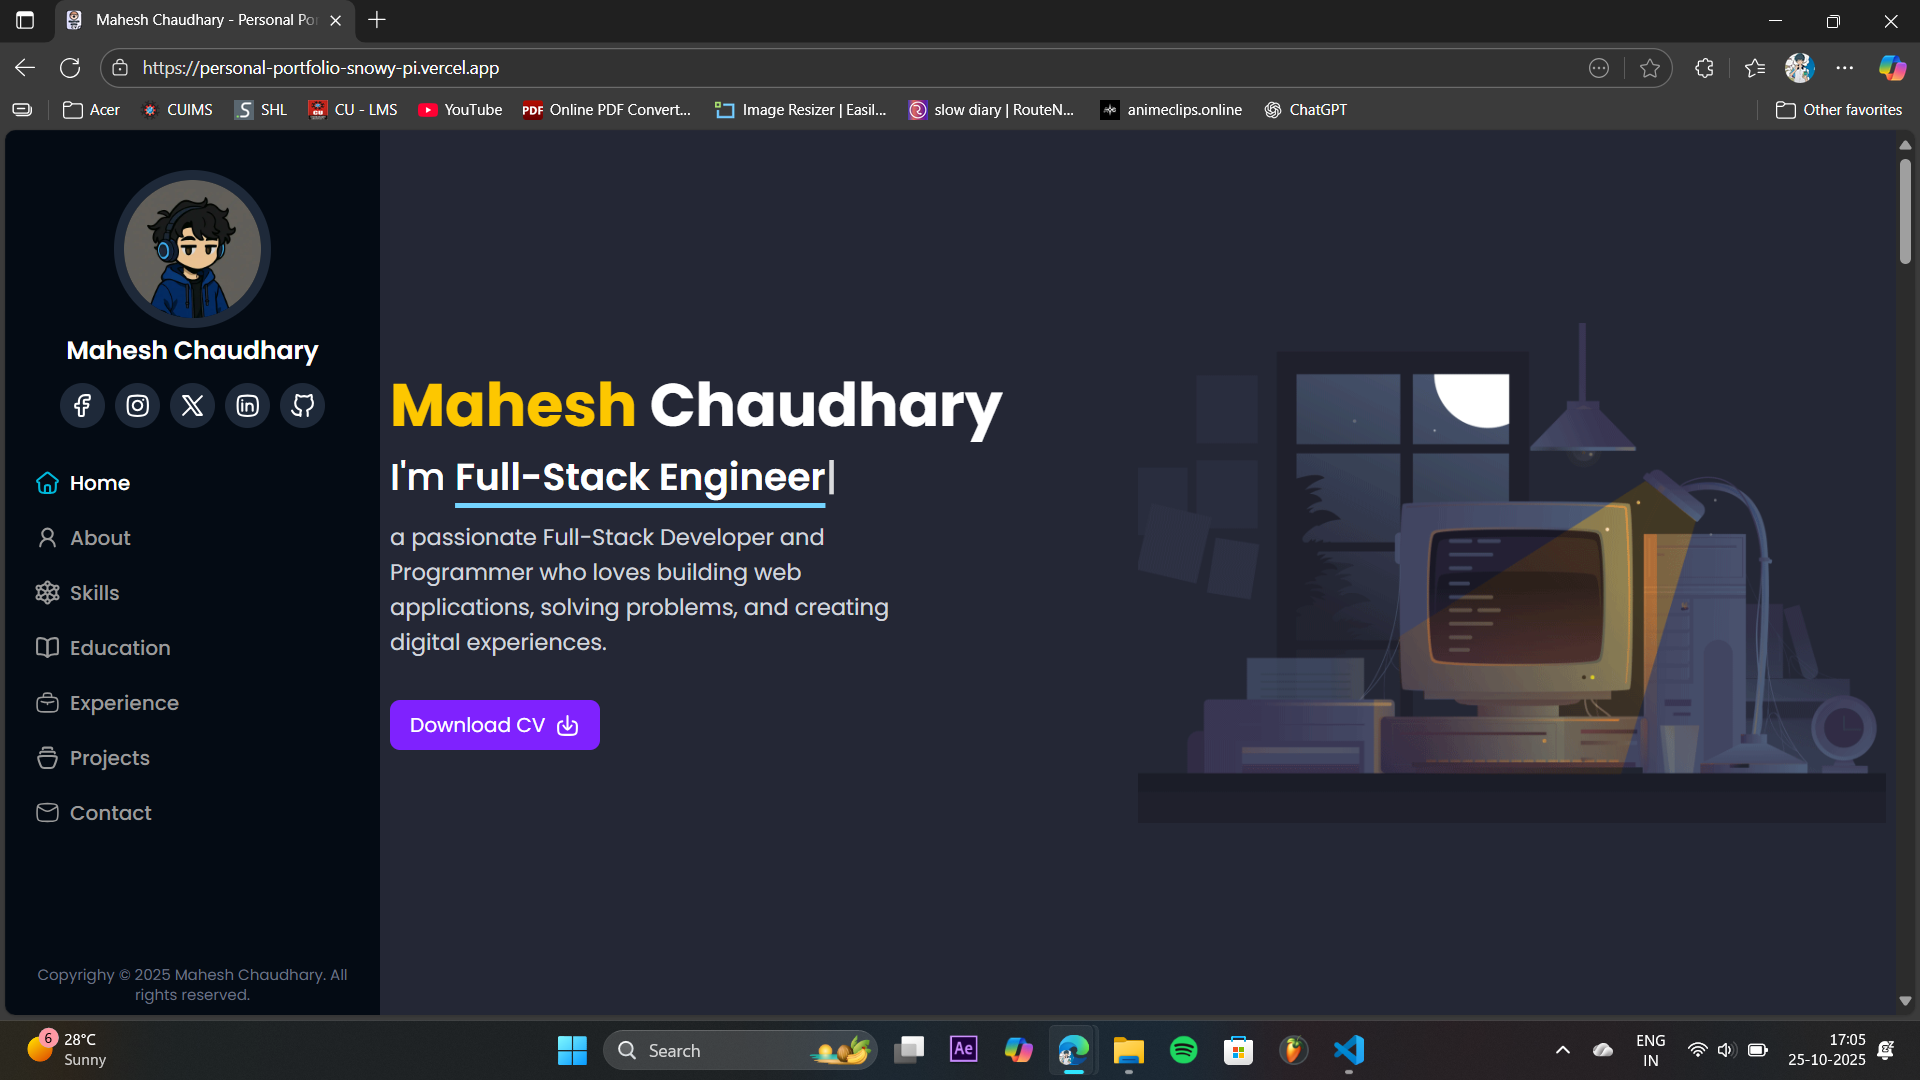 Mahesh Chaudhary - Personal Po
https://personal-portfolio-snowy-pi.vercel.app
Acer
CUIMS
SHL
CU - LMS
YouTube
PDF Online PDF Convert...
Image Resizer | Easil...
slow diary | RouteN...
animeclips.online
ChatGPT
Other favorites
Mahesh Chaudhary
Home
About
Skills
Education
Experience
Projects
Contact
Copyrighy © 2025 Mahesh Chaudhary. All
rights reserved.
Mahesh Chaudhary
I'm Full-Stack Engineer|
a passionate Full-Stack Developer and
Programmer who loves building web
applications, solving problems, and creating
digital experiences.
Download CV
6
28°C
Sunny
Search
Ae
ENG
IN
17:05
25-10-2025